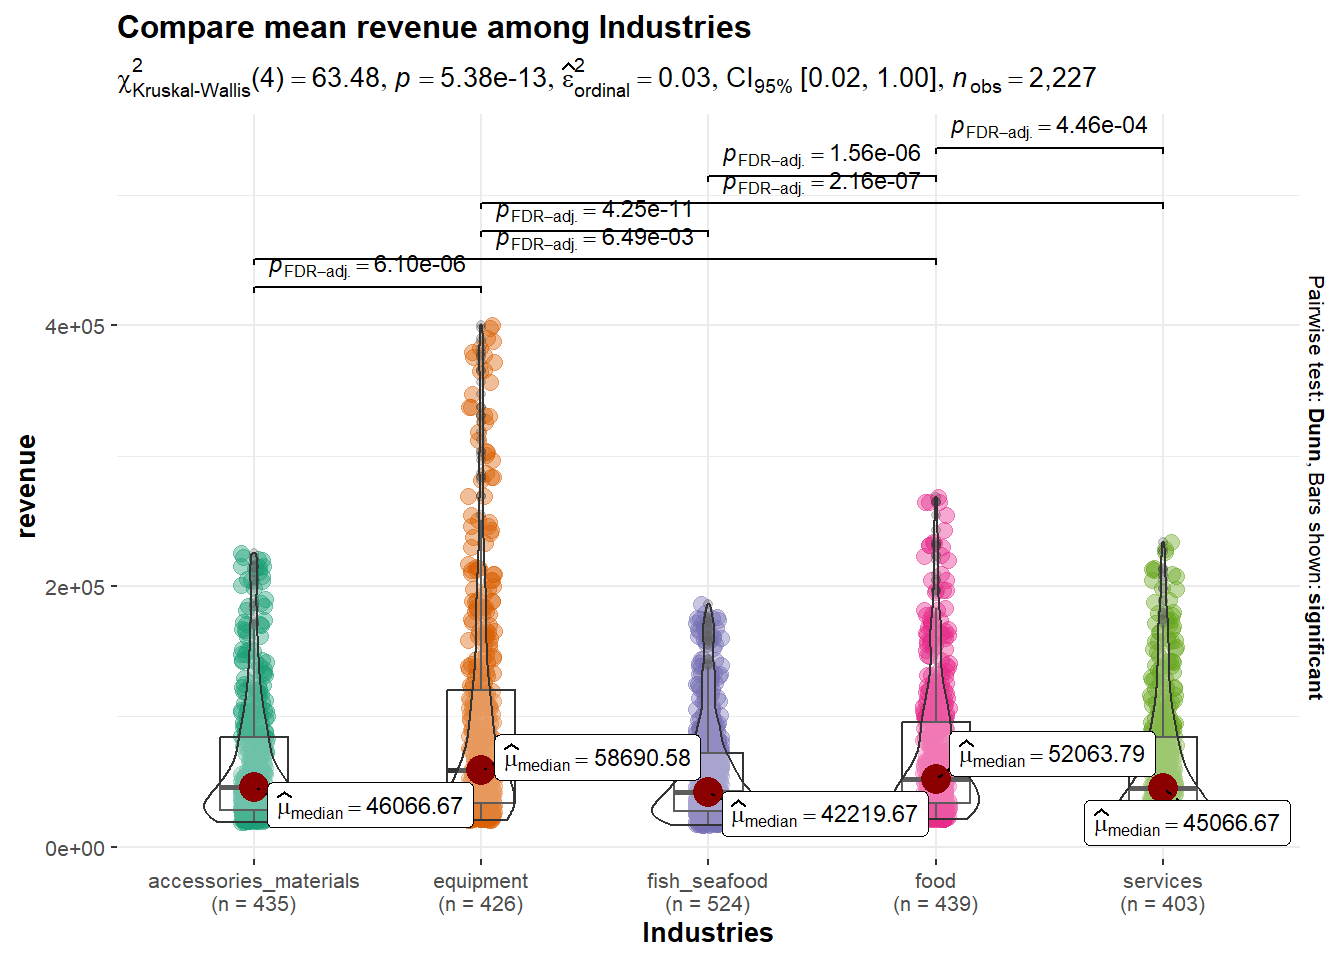 Compare mean revenue among Industries
χ²Kruskal-Wallis(4) = 63.48, p = 5.38e-13, ε̂²ordinal = 0.03, CI95% [0.02, 1.00], nobs = 2,227
pFDR–adj. = 4.46e-04
pFDR–adj. = 1.56e-06
pFDR–adj. = 2.16e-07
pFDR–adj. = 4.25e-11
pFDR–adj. = 6.49e-03
pFDR–adj. = 6.10e-06
4e+05
2e+05
0e+00
revenue
μ̂median = 46066.67
μ̂median = 58690.58
μ̂median = 42219.67
μ̂median = 52063.79
μ̂median = 45066.67
accessories_materials
(n = 435)
equipment
(n = 426)
fish_seafood
(n = 524)
food
(n = 439)
services
(n = 403)
Industries
Pairwise test: Dunn, Bars shown: significant